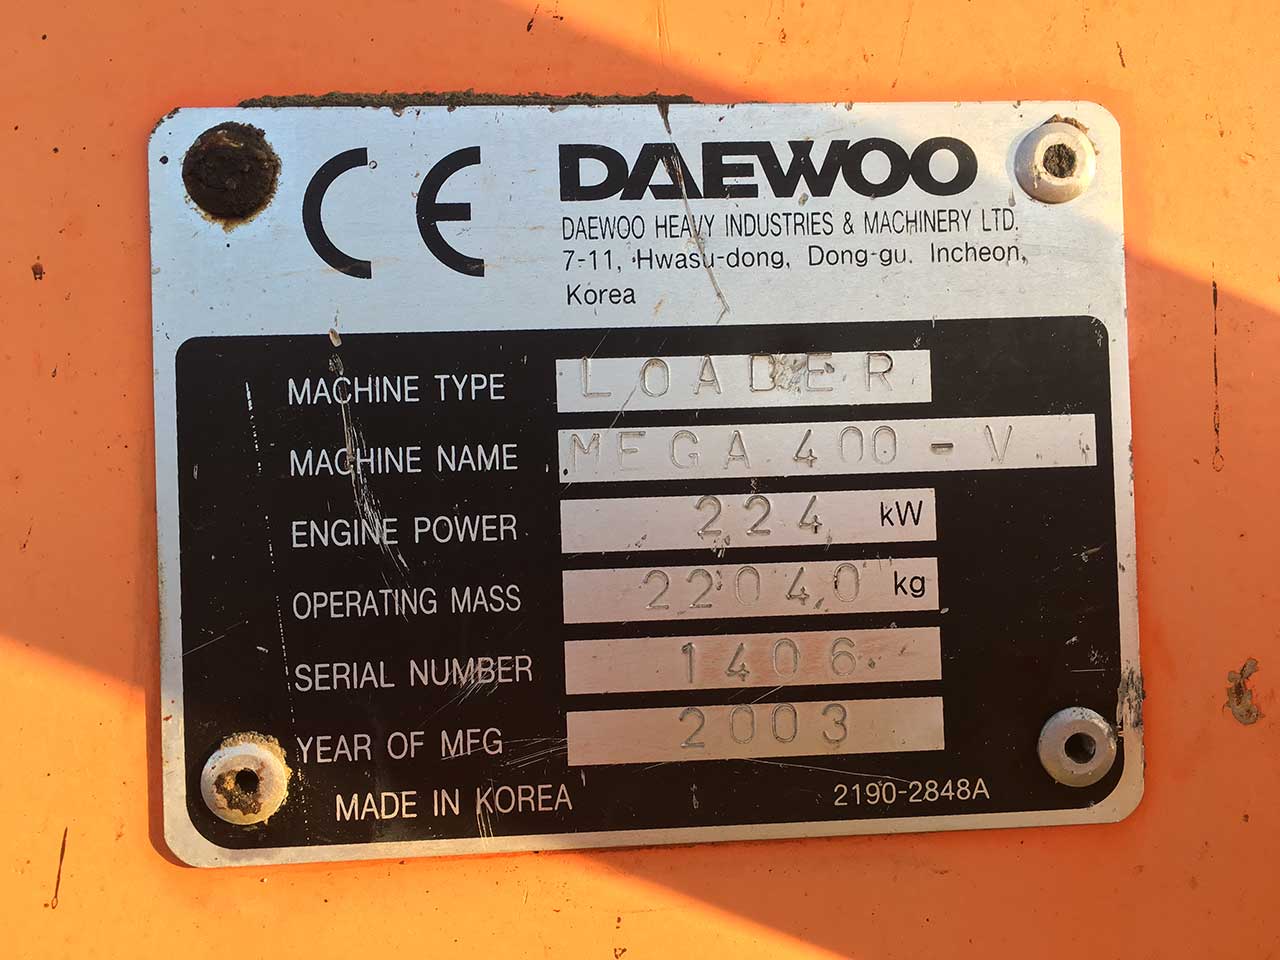 CE DAEWOO
DAEWOO HEAVY INDUSTRIES & MACHINERY LTD.
7-11, Hwasu-dong, Dong-gu. Incheon,
Korea
MACHINE TYPE LOADER
MACHINE NAME MEGA 400-V
ENGINE POWER 224 kW
OPERATING MASS 22040 kg
SERIAL NUMBER 1406
YEAR OF MFG 2003
MADE IN KOREA 2190-2848A